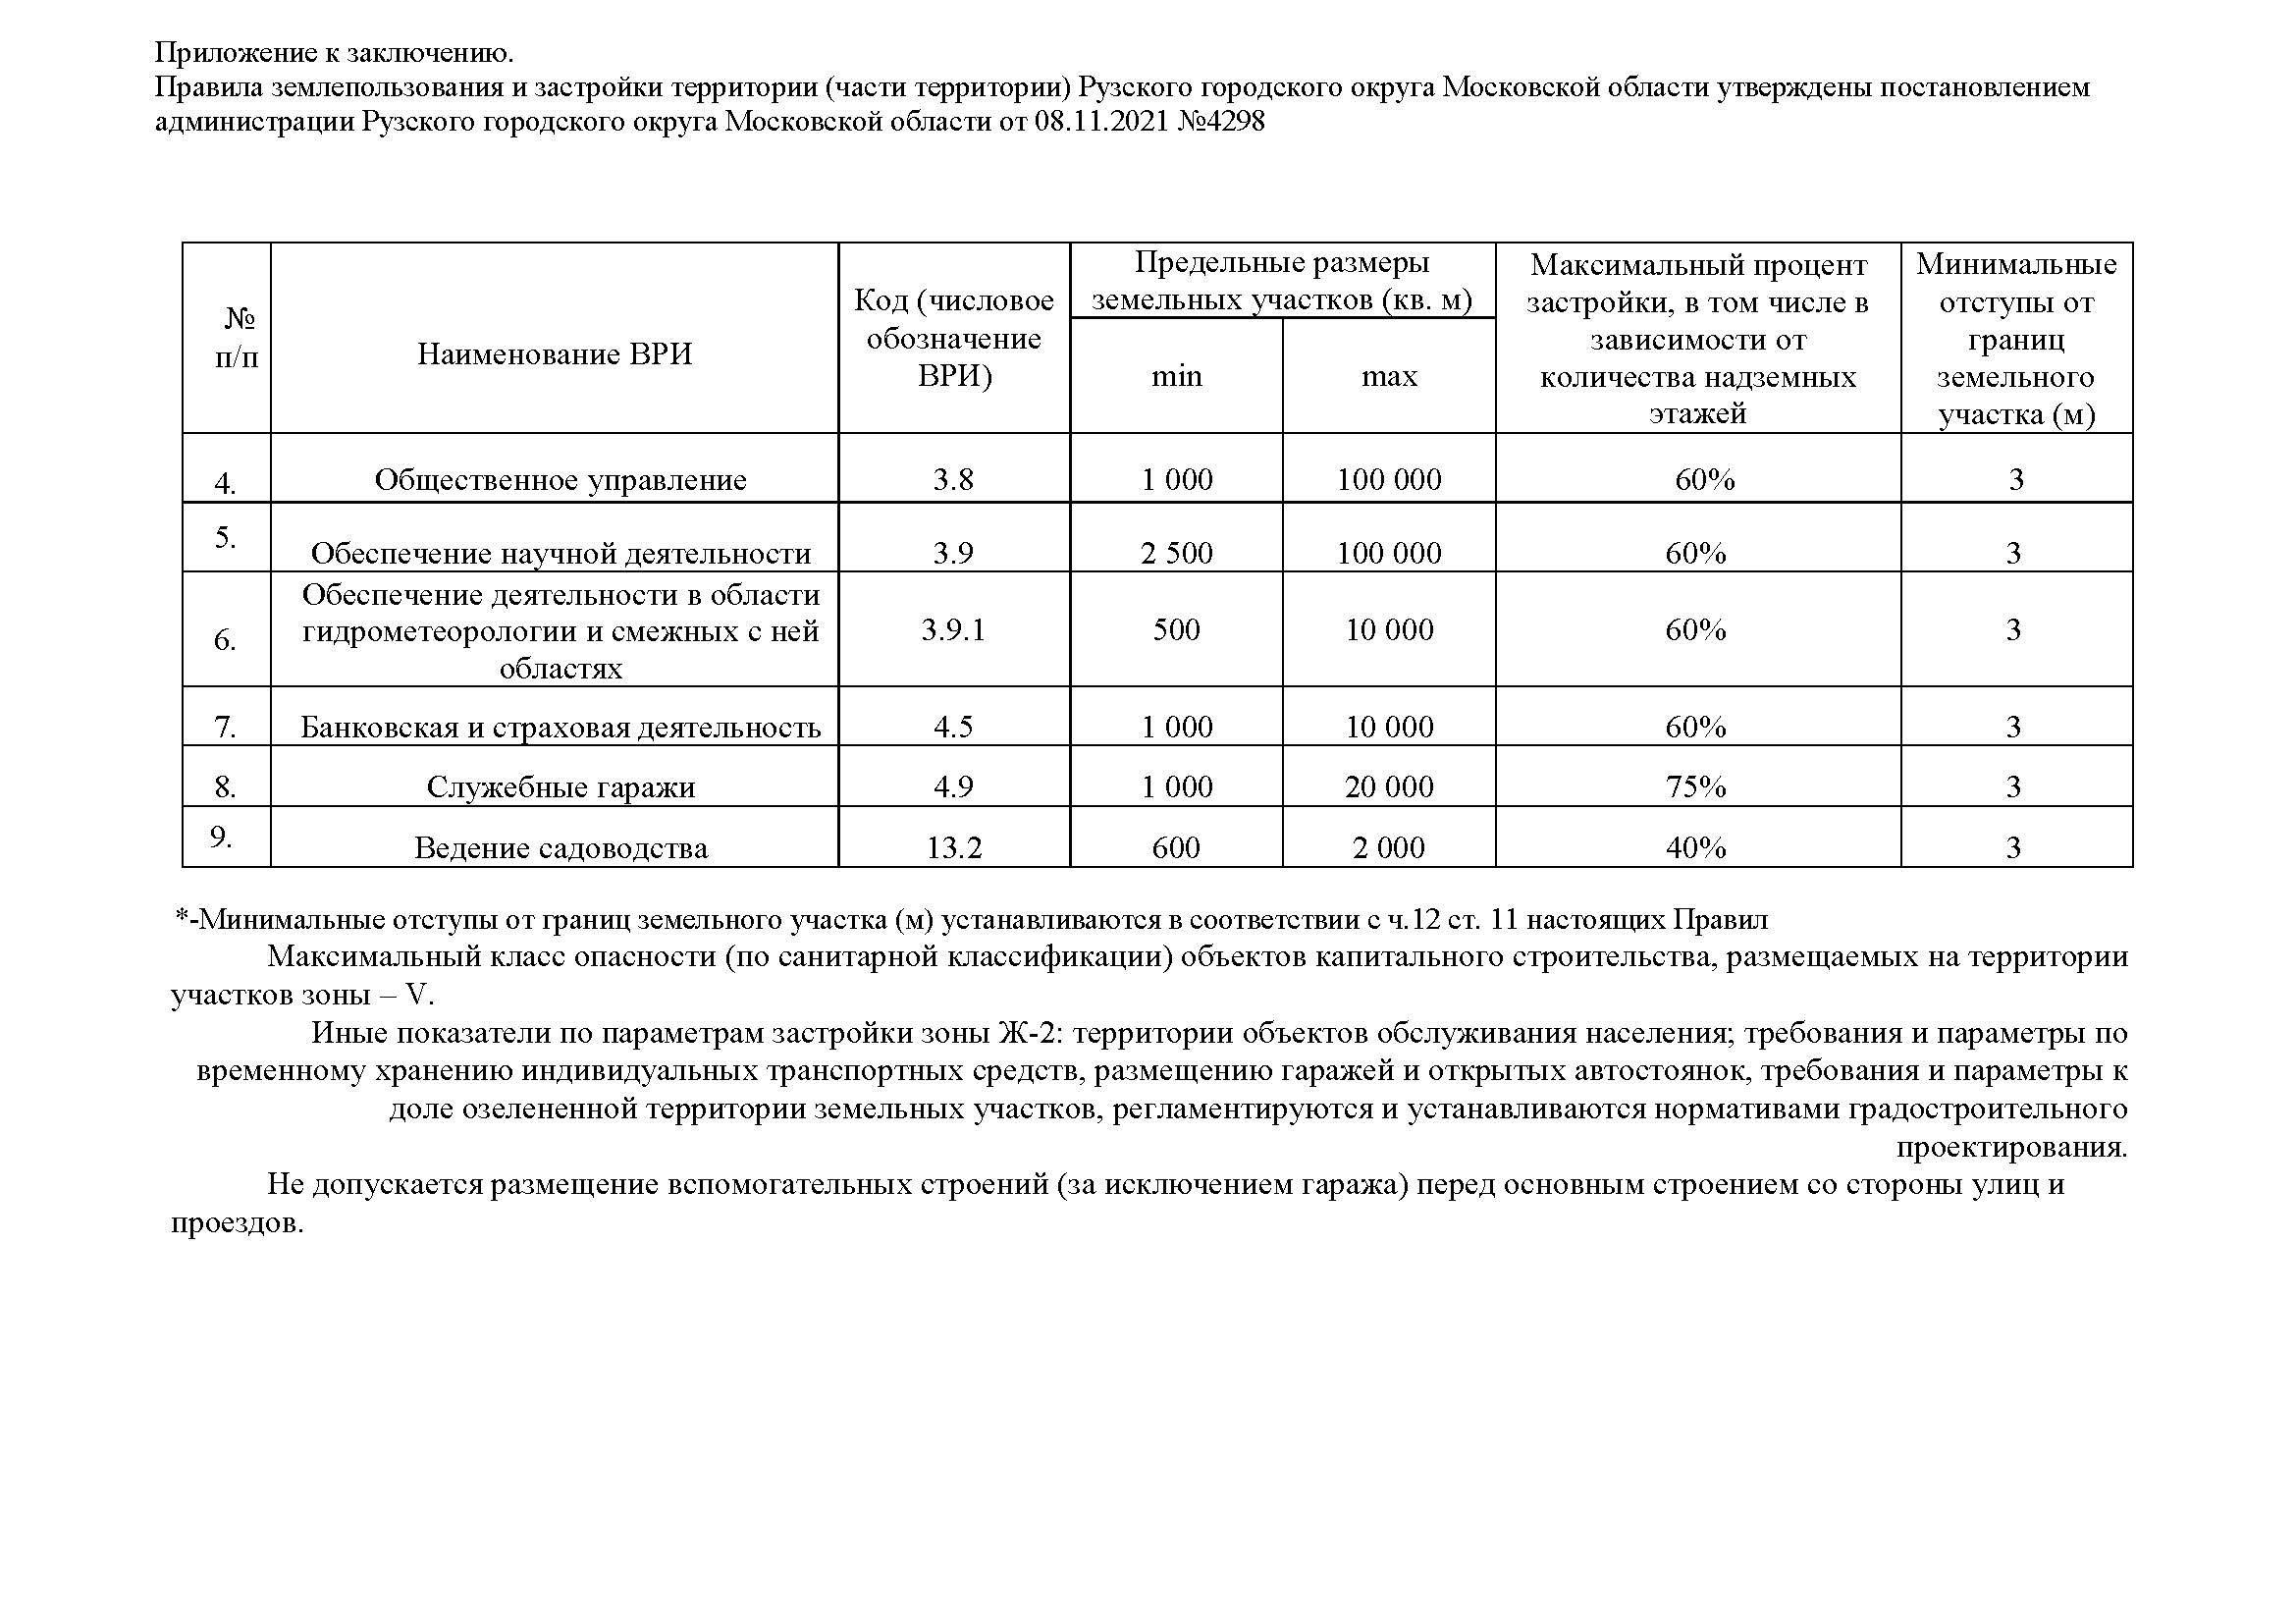 Приложение к заключению.
Правила землепользования и застройки территории (части территории) Рузского городского округа Московской области утверждены постановлением
администрации Рузского городского округа Московской области от 08.11.2021 №4298
№
п/п
Наименование ВРИ
Код (числовое
обозначение
ВРИ)
Предельные размеры
земельных участков (кв. м)
min
max
Максимальный процент
застройки, в том числе в
зависимости от
количества надземных
этажей
Минимальные
отступы от
границ
земельного
участка (м)
4. Общественное управление 3.8 1 000 100 000 60% 3
5. Обеспечение научной деятельности 3.9 2 500 100 000 60% 3
6.
Обеспечение деятельности в области
гидрометеорологии и смежных с ней
областях
3.9.1 500 10 000 60% 3
7. Банковская и страховая деятельность 4.5 1 000 10 000 60% 3
8. Служебные гаражи 4.9 1 000 20 000 75% 3
9. Ведение садоводства 13.2 600 2 000 40% 3
*-Минимальные отступы от границ земельного участка (м) устанавливаются в соответствии с ч.12 ст. 11 настоящих Правил
Максимальный класс опасности (по санитарной классификации) объектов капитального строительства, размещаемых на территории
участков зоны – V.
Иные показатели по параметрам застройки зоны Ж-2: территории объектов обслуживания населения; требования и параметры по
временному хранению индивидуальных транспортных средств, размещению гаражей и открытых автостоянок, требования и параметры к
доле озелененной территории земельных участков, регламентируются и устанавливаются нормативами градостроительного
проектирования.
Не допускается размещение вспомогательных строений (за исключением гаража) перед основным строением со стороны улиц и
проездов.